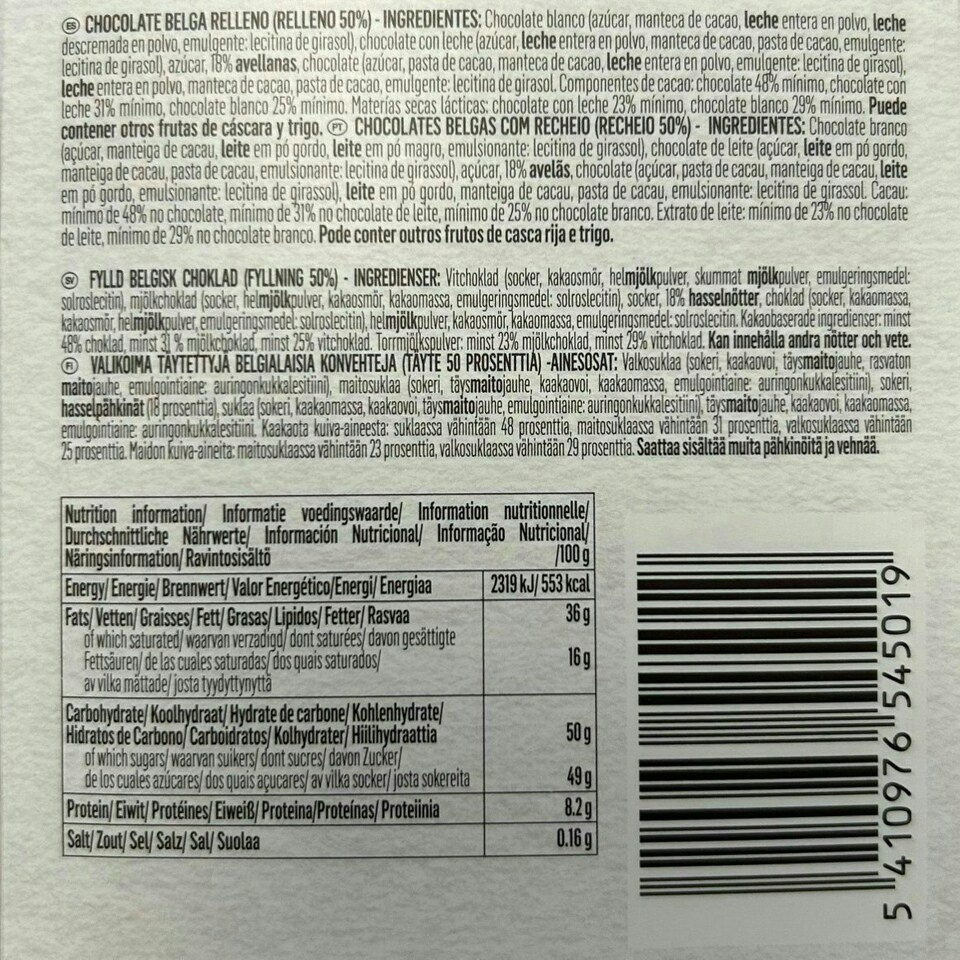 ES CHOCOLATE BELGA RELLENO (RELLENO 50%) - INGREDIENTES: Chocolate blanco (azúcar, manteca de cacao, leche entera en polvo, leche
descremada en polvo, emulgente: lecitina de girasol), chocolate con leche (azúcar, leche entera en polvo, manteca de cacao, pasta de cacao, emulgente:
lecitina de girasol), azúcar, 18% avellanas, chocolate (azúcar, pasta de cacao, manteca de cacao, leche entera en polvo, emulgente: lecitina de girasol),
leche entera en polvo, manteca de cacao, pasta de cacao, emulgente: lecitina de girasol. Componentes de cacao: chocolate 48% mínimo, chocolate con
leche 31% mínimo, chocolate blanco 25% mínimo. Materías secas lácticas: chocolate con leche 23% mínimo, chocolate blanco 29% mínimo. Puede
contener otros frutas de cáscara y trigo. PT CHOCOLATES BELGAS COM RECHEIO (RECHEIO 50%) - INGREDIENTES: Chocolate branco
(açúcar, manteiga de cacau, leite em pó gordo, leite em pó magro, emulsionante: lecitina de girassol), chocolate de leite (açúcar, leite em pó gordo,
manteiga de cacau, pasta de cacau, emulsionante: lecitina de girassol), açúcar, 18% avelãs, chocolate (açúcar, pasta de cacau, manteiga de cacau, leite
em pó gordo, emulsionante: lecitina de girassol), leite em pó gordo, manteiga de cacau, pasta de cacau, emulsionante: lecitina de girassol. Cacau:
mínimo de 48% no chocolate, mínimo de 31% no chocolate de leite, mínimo de 25% no chocolate branco. Extrato de leite: mínimo de 23% no chocolate
de leite, mínimo de 29% no chocolate branco. Pode conter outros frutos de casca rija e trigo.
SV FYLLD BELGISK CHOKLAD (FYLLNING 50%) - INGREDIENSER: Vitchoklad (socker, kakaosmör, helmjölkpulver, skummat mjölkpulver, emulgeringsmedel:
solroslecitin), mjölkchoklad (socker, helmjölkpulver, kakaosmör, kakaomassa, emulgeringsmedel: solroslecitin), socker, 18% hasselnötter, choklad (socker, kakaomassa,
kakaosmör, helmjölkpulver, emulgeringsmedel: solroslecitin), helmjölkpulver, kakaosmör, kakaomassa, emulgeringsmedel: solroslecitin. Kakaobaserade ingredienser: minst
48% choklad, minst 31 % mjölkchoklad, minst 25% vitchoklad. Torrmjölkspulver: minst 23% mjölkchoklad, minst 29% vitchoklad. Kan innehålla andra nötter och vete.
FI VALIKOIMA TÄYTETTYJÄ BELGIALAISIA KONVEHTEJA (TÄYTE 50 PROSENTTIA) -AINESOSAT: Valkosuklaa (sokeri, kaakaovoi, täysmaitojauhe, rasvaton
maitojauhe, emulgointiaine: auringonkukkalesitiini), maitosuklaa (sokeri, täysmaitojauhe, kaakaovoi, kaakaomassa, emulgointiaine: auringonkukkalesitiini), sokeri,
hasselpähkinät (18 prosenttia), suklaa (sokeri, kaakaomassa, kaakaovoi, täysmaitojauhe, emulgointiaine: auringonkukkalesitiini), täysmaitojauhe, kaakaovoi, kaakaomassa,
emulgointiaine: auringonkukkalesitiini. Kaakaota kuiva-aineesta: suklaassa vähintään 48 prosenttia, maitosuklaassa vähintään 31 prosenttia, valkosuklaassa vähintään
25 prosenttia. Maidon kuiva-aineita: maitosuklaassa vähintään 23 prosenttia, valkosuklaassa vähintään 29 prosenttia. Saattaa sisältää muita pähkinöitä ja vehnää.
Nutrition information/ Informatie voedingswaarde/ Information nutritionnelle/
Durchschnittliche Nährwerte/ Información Nutricional/ Informação Nutricional/
Näringsinformation/ Ravintosisältö /100 g
Energy/ Energie/ Brennwert/ Valor Energético/Energi/ Energiaa 2319 kJ/ 553 kcal
Fats/ Vetten/ Graisses/ Fett/ Grasas/ Lipidos/ Fetter/ Rasvaa 36 g
of which saturated/ waarvan verzadigd/ dont saturées/ davon gesättigte
Fettsäuren/ de las cuales saturadas/ dos quais saturados/ 16 g
av vilka mättade/ josta tyydyttynyttä
Carbohydrate/ Koolhydraat/ Hydrate de carbone/ Kohlenhydrate/
Hidratos de Carbono/ Carboidratos/ Kolhydrater/ Hiilihydraattia 50 g
of which sugars/ waarvan suikers/ dont sucres/ davon Zucker/
de los cuales azúcares/ dos quais açucares/ av vilka socker/ josta sokereita 49 g
Protein/ Eiwit/ Protéines/ Eiweiß/ Proteina/Proteínas/ Proteiinia 8.2 g
Salt/ Zout/ Sel/ Salz/ Sal/ Suolaa 0.16 g
5 410976 545019